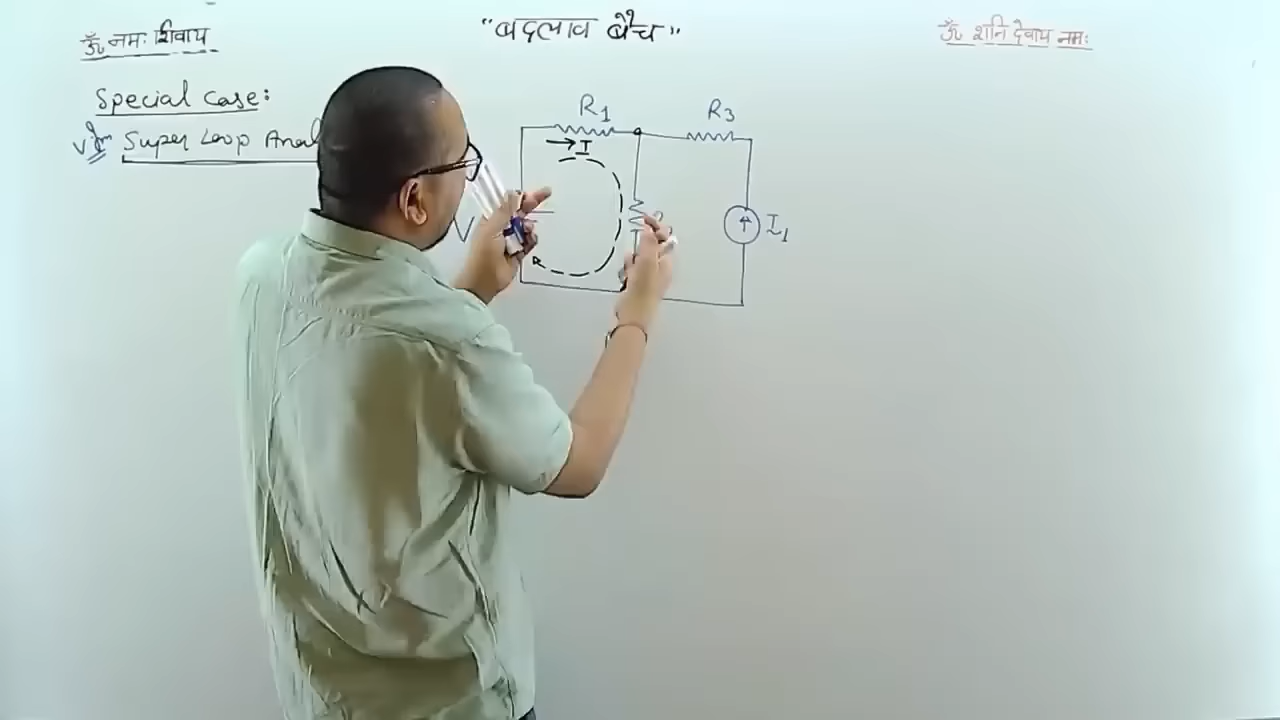 ॐ नमः शिवाय
"बदलाव बैच"
ॐ शनि देवाय नमः
Special Case:
Super Loop
R1
R3
I
V
I1